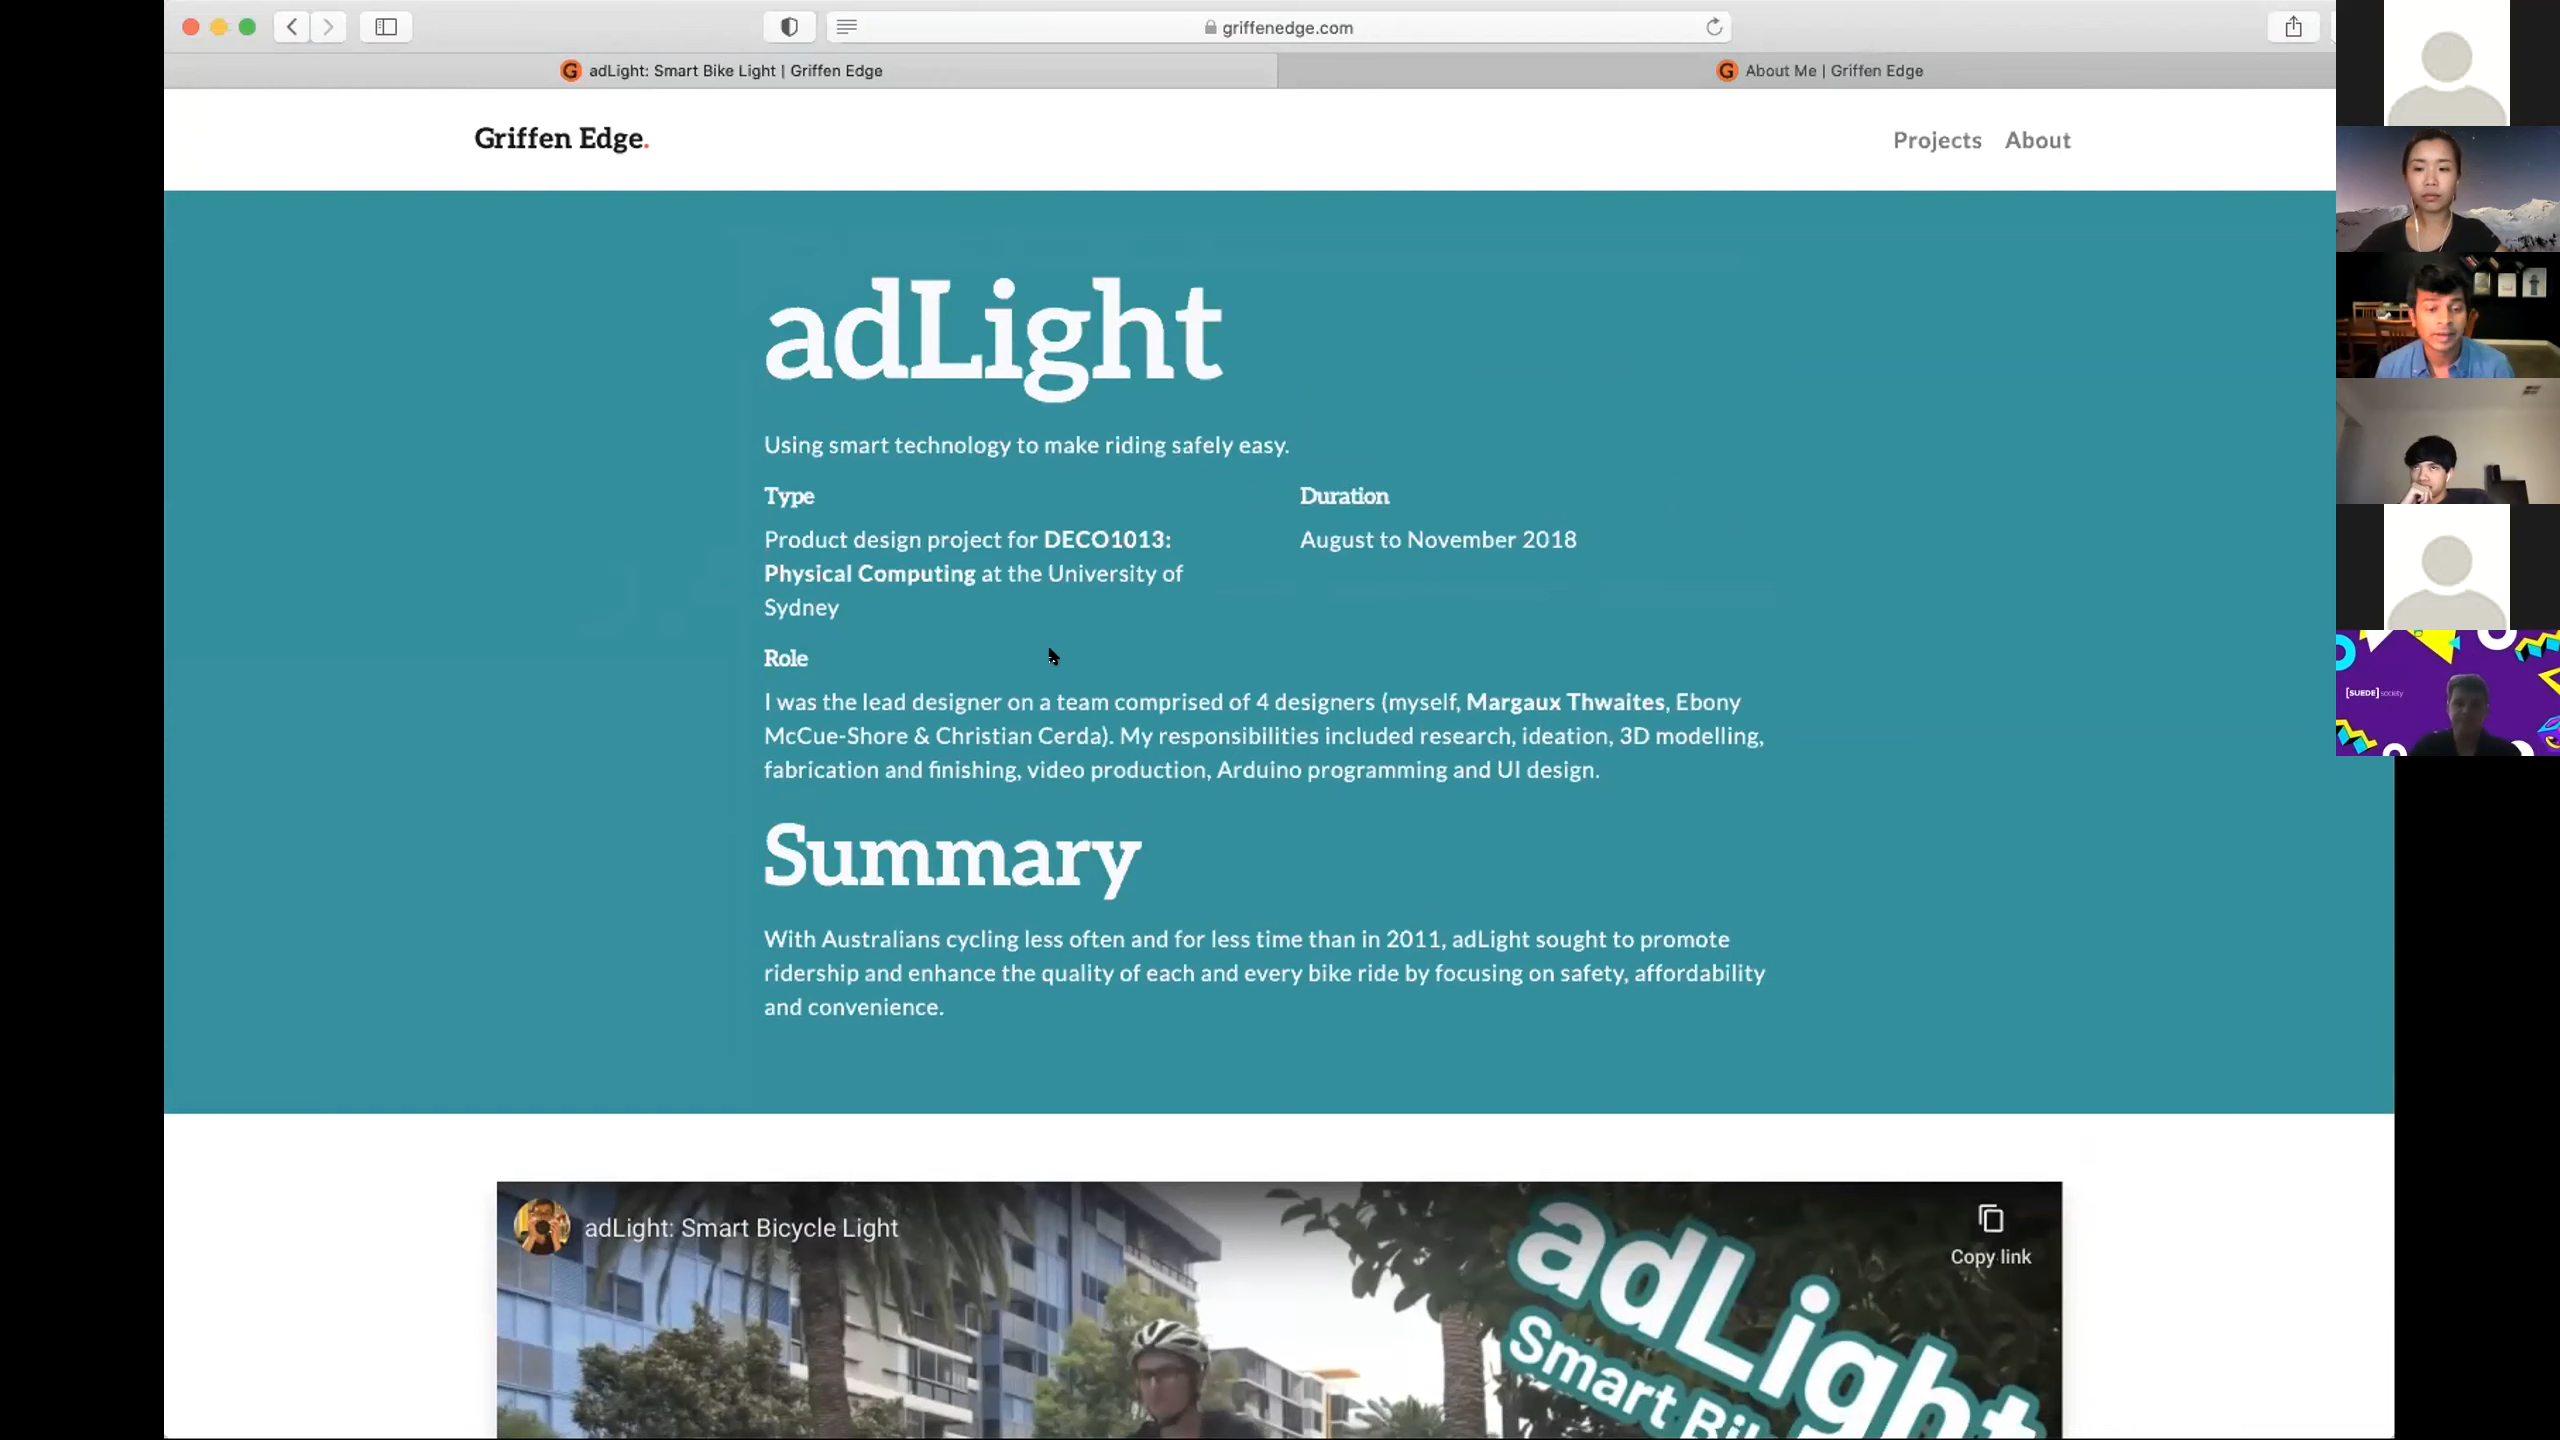 griffenedge.com
G adLight: Smart Bike Light | Griffen Edge
G About Me | Griffen Edge
Griffen Edge.
Projects About
adLight
Using smart technology to make riding safely easy.
Type
Duration
Product design project for DECO1013:
Physical Computing at the University of
Sydney
August to November 2018
Role
I was the lead designer on a team comprised of 4 designers (myself, Margaux Thwaites, Ebony
McCue-Shore & Christian Cerda). My responsibilities included research, ideation, 3D modelling,
fabrication and finishing, video production, Arduino programming and UI design.
Summary
With Australians cycling less often and for less time than in 2011, adLight sought to promote
ridership and enhance the quality of each and every bike ride by focusing on safety, affordability
and convenience.
adLight: Smart Bicycle Light
Copy link
adLight
Smart Bik
[SUEDE] society